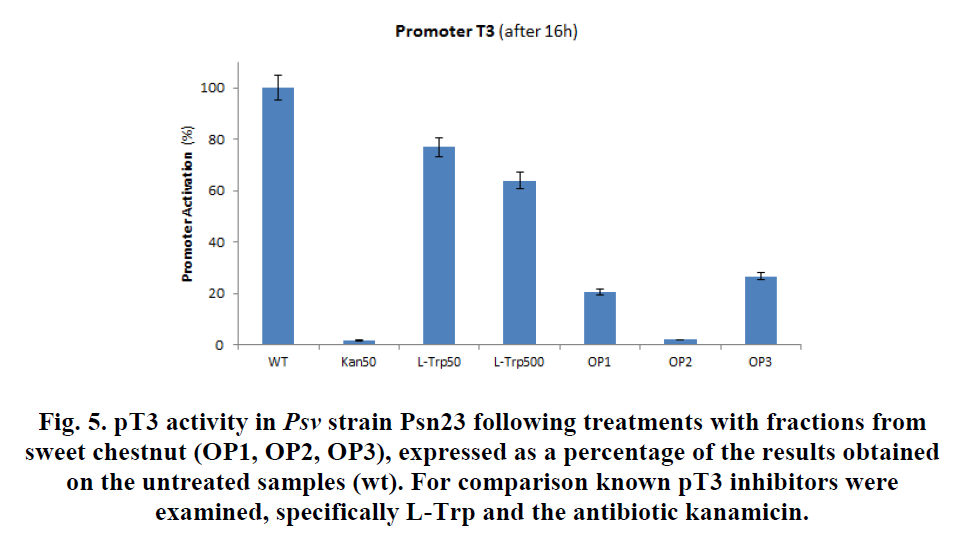 Promoter T3 (after 16h)
Promoter Activation (%)
100
80
60
40
20
0
WT Kan50 L-Trp50 L-Trp500 OP1 OP2 OP3
Fig. 5. pT3 activity in Psv strain Psn23 following treatments with fractions from
sweet chestnut (OP1, OP2, OP3), expressed as a percentage of the results obtained
on the untreated samples (wt). For comparison known pT3 inhibitors were
examined, specifically L-Trp and the antibiotic kanamicin.